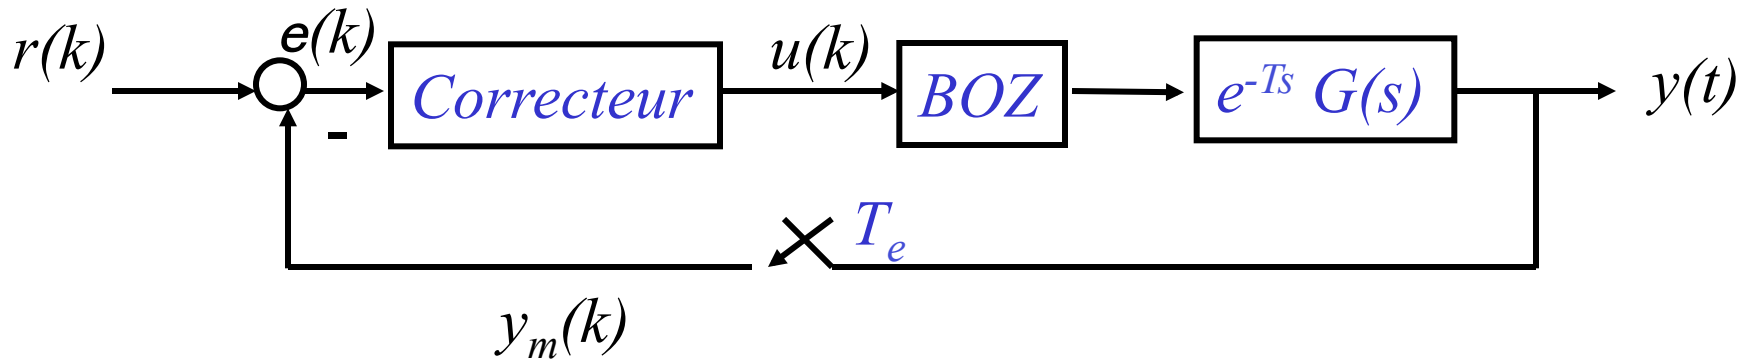 r(k) e(k) Correcteur u(k) BOZ e^-Ts G(s) y(t)
-
T_e
y_m(k)